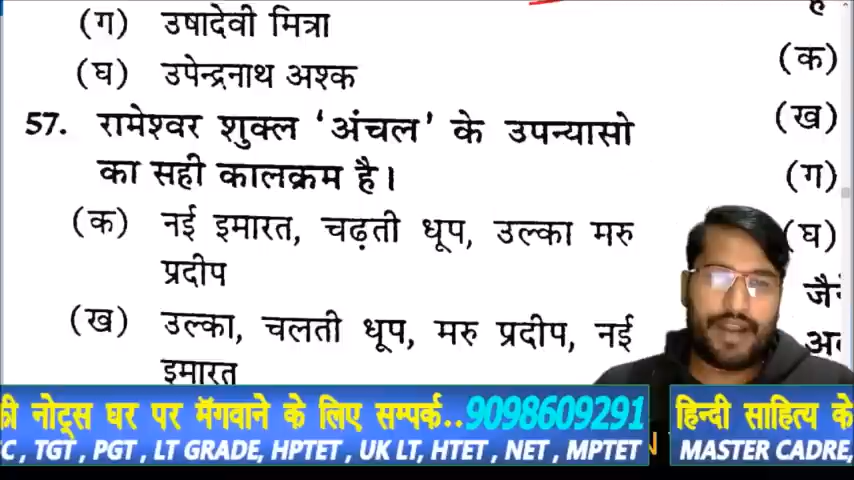 (ग) उषादेवी मित्रा
(घ) उपेन्द्रनाथ अश्क
57. रामेश्वर शुक्ल 'अंचल' के उपन्यासो
का सही कालक्रम है।
(क) नई इमारत, चढ़ती धूप, उल्का मरु
प्रदीप
(ख) उल्का, चलती धूप, मरु प्रदीप, नई
इमारत
(क)
(ख)
(ग)
(घ)
की नोट्स घर पर मँगवाने के लिए सम्पर्क..9098609291
C , TGT , PGT , LT GRADE, HPTET , UK LT, HTET , NET , MPTET
हिन्दी साहित्य के
MASTER CADRE,